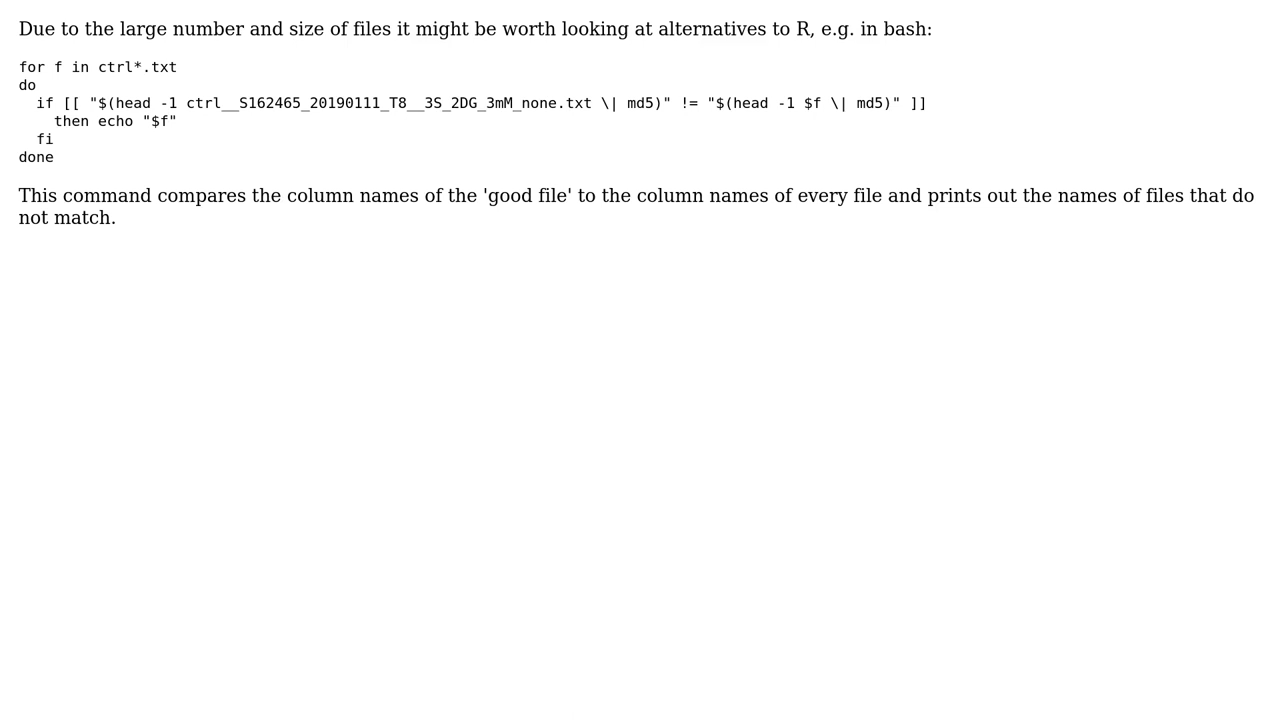 Due to the large number and size of files it might be worth looking at alternatives to R, e.g. in bash:
for f in ctrl*.txt
do
  if [[ "$(head -1 ctrl__S162465_20190111_T8__3S_2DG_3mM_none.txt \| md5)" != "$(head -1 $f \| md5)" ]]
    then echo "$f"
  fi
done
This command compares the column names of the 'good file' to the column names of every file and prints out the names of files that do
not match.